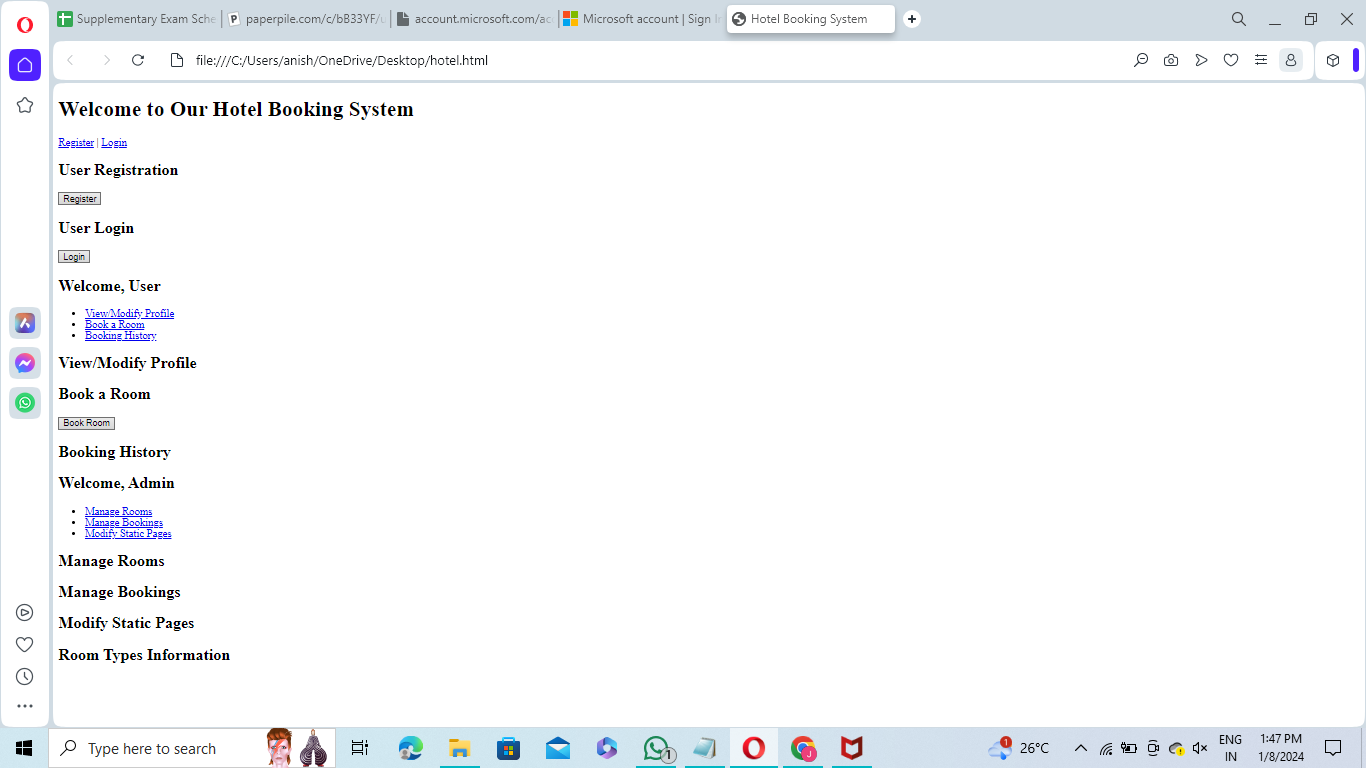 Supplementary Exam Sche
paperpile.com/c/bB33YF/
account.microsoft.com/ac
Microsoft account | Sign I
Hotel Booking System
file:///C:/Users/anish/OneDrive/Desktop/hotel.html
Welcome to Our Hotel Booking System
Register | Login
User Registration
Register
User Login
Login
Welcome, User
View/Modify Profile
Book a Room
Booking History
View/Modify Profile
Book a Room
Book Room
Booking History
Welcome, Admin
Manage Rooms
Manage Bookings
Modify Static Pages
Manage Rooms
Manage Bookings
Modify Static Pages
Room Types Information
Type here to search
1
J
1
26°C
ENG
IN
1:47 PM
1/8/2024